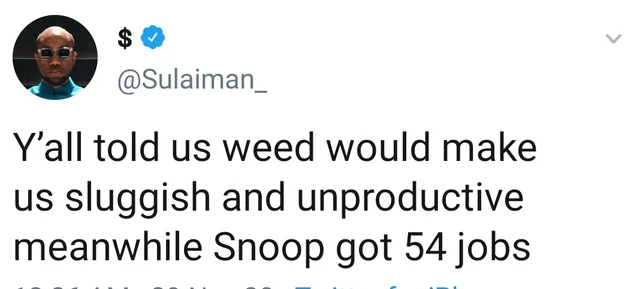 $
@Sulaiman_
Y’all told us weed would make
us sluggish and unproductive
meanwhile Snoop got 54 jobs